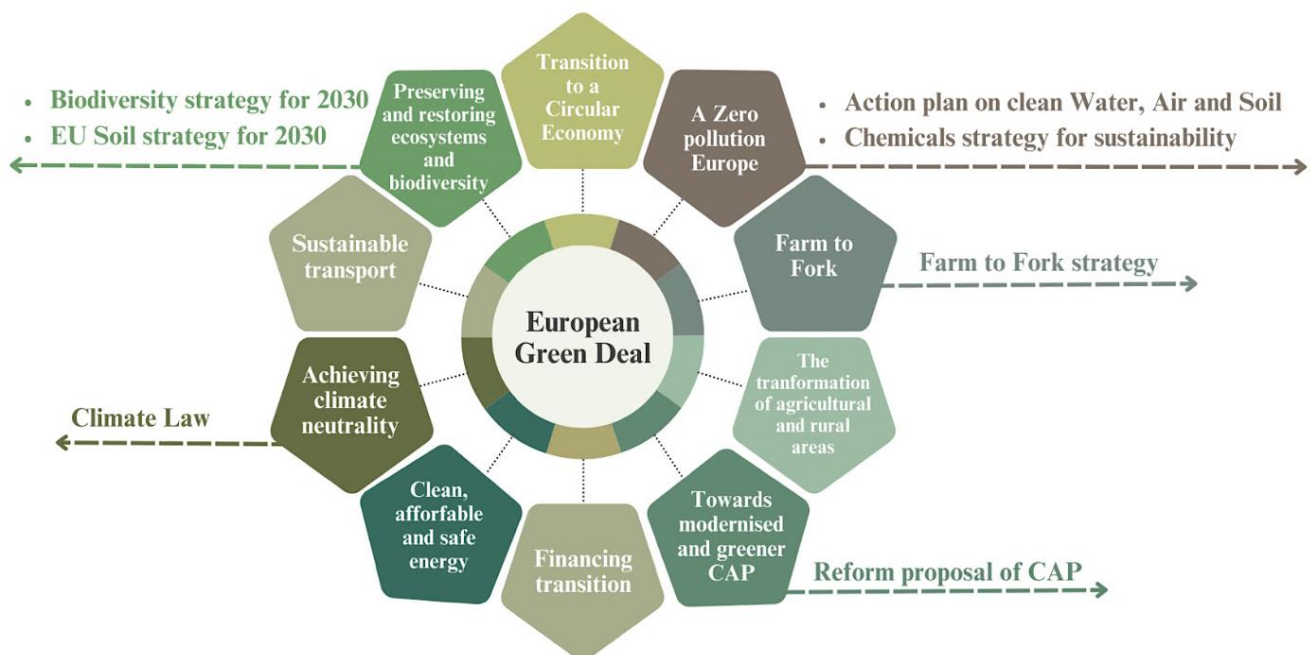 • Biodiversity strategy for 2030
• EU Soil strategy for 2030
Preserving
and restoring
ecosystems
and
biodiversity
Transition
to a
Circular
Economy
A Zero
pollution
Europe
• Action plan on clean Water, Air and Soil
• Chemicals strategy for sustainability
Sustainable
transport
Farm to
Fork
Farm to Fork strategy
European
Green Deal
Achieving
climate
neutrality
Climate Law
The
tranformation
of agricultural
and rural
areas
Clean,
afforfable
and safe
energy
Financing
transition
Towards
modernised
and greener
CAP
Reform proposal of CAP